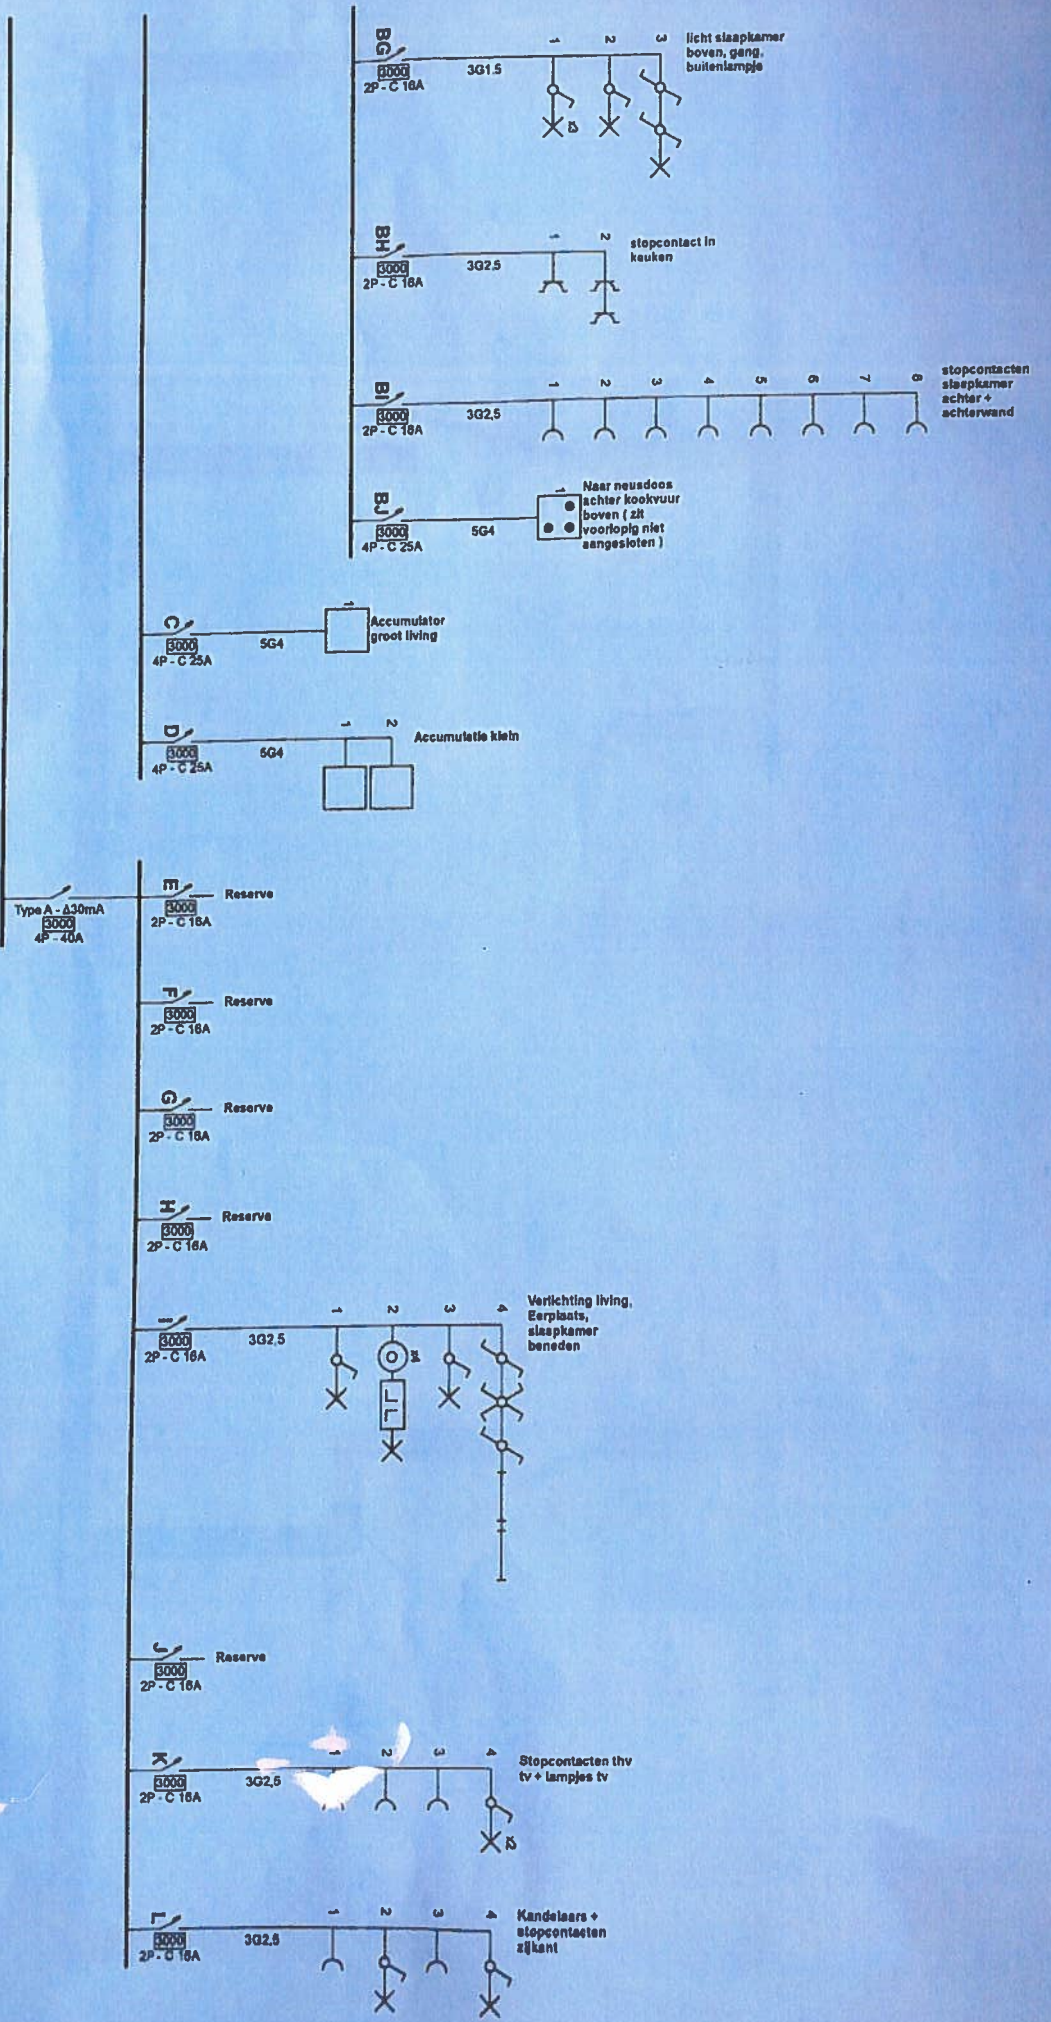 BG
3000
2P - C 16A
3G1.5
1
2
3
x3
licht slaapkamer
boven, gang,
buitenlampje
BH
3000
2P - C 16A
3G2,5
1
2
stopcontact in
keuken
BI
3000
2P - C 16A
3G2,5
1
2
3
4
5
6
7
8
stopcontacten
slaapkamer
achter +
achterwand
BJ
3000
4P - C 25A
5G4
1
Naar neusdoos
achter kookvuur
boven ( zit
voorlopig niet
aangesloten )
C
3000
4P - C 25A
5G4
1
Accumulator
groot living
D
3000
4P - C 25A
5G4
1
2
Accumulatie klein
Type A - Δ30mA
3000
4P - 40A
E
3000
2P - C 16A
Reserve
F
3000
2P - C 16A
Reserve
G
3000
2P - C 16A
Reserve
H
3000
2P - C 16A
Reserve
I
3000
2P - C 16A
3G2,5
1
2
3
4
x4
Verlichting living,
Eerplaats,
slaapkamer
beneden
J
3000
2P - C 16A
Reserve
K
3000
2P - C 16A
3G2,5
1
2
3
4
x2
Stopcontacten thv
tv + lampjes tv
L
3000
2P - C 16A
3G2,5
1
2
3
4
Kandelaars +
stopcontacten
zijkant